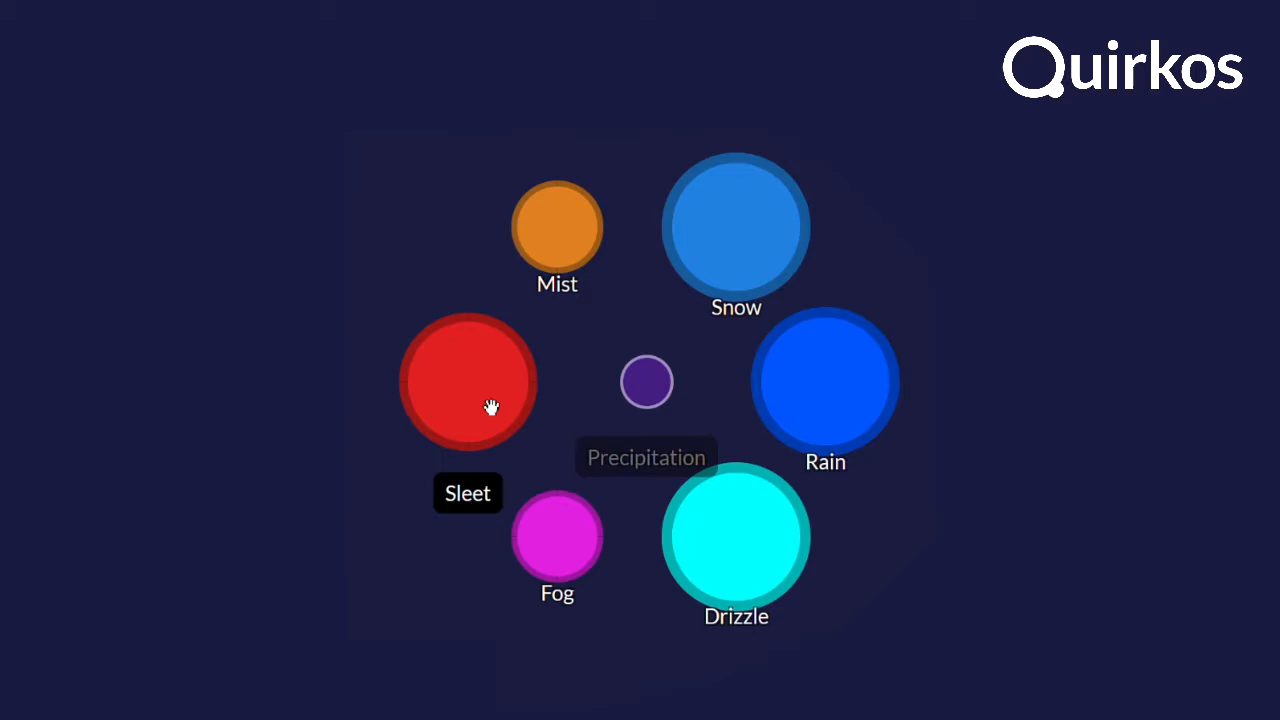 Quirkos
Mist
Snow
Precipitation
Rain
Sleet
Fog
Drizzle